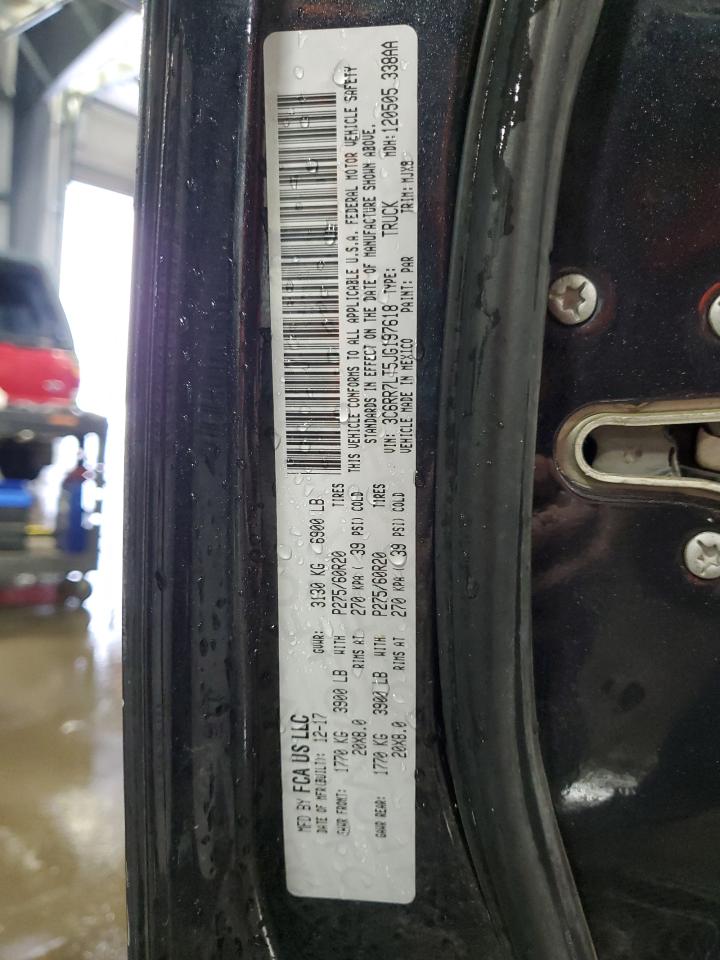 MFD BY FCA US LLC
DATE OF MFR(BUILT): 12-17 GVWR: 3130 KG 6900 LB
GAWR FRONT: 1770 KG 3900 LB WITH P275/60R20 TIRES
20X8.0 RIMS AT 270 KPA ( 39 PSI) COLD
GAWR REAR: 1770 KG 3900 LB WITH P275/60R20 TIRES
20X8.0 RIMS AT 270 KPA ( 39 PSI) COLD
THIS VEHICLE CONFORMS TO ALL APPLICABLE U.S.A. FEDERAL MOTOR VEHICLE SAFETY
STANDARDS IN EFFECT ON THE DATE OF MANUFACTURE SHOWN ABOVE.
VIN: 3C6RR7LT5JG197618 TYPE: TRUCK MDH: 120505 338AA
VEHICLE MADE IN MEXICO PAINT: PAR TRIM: MJX9